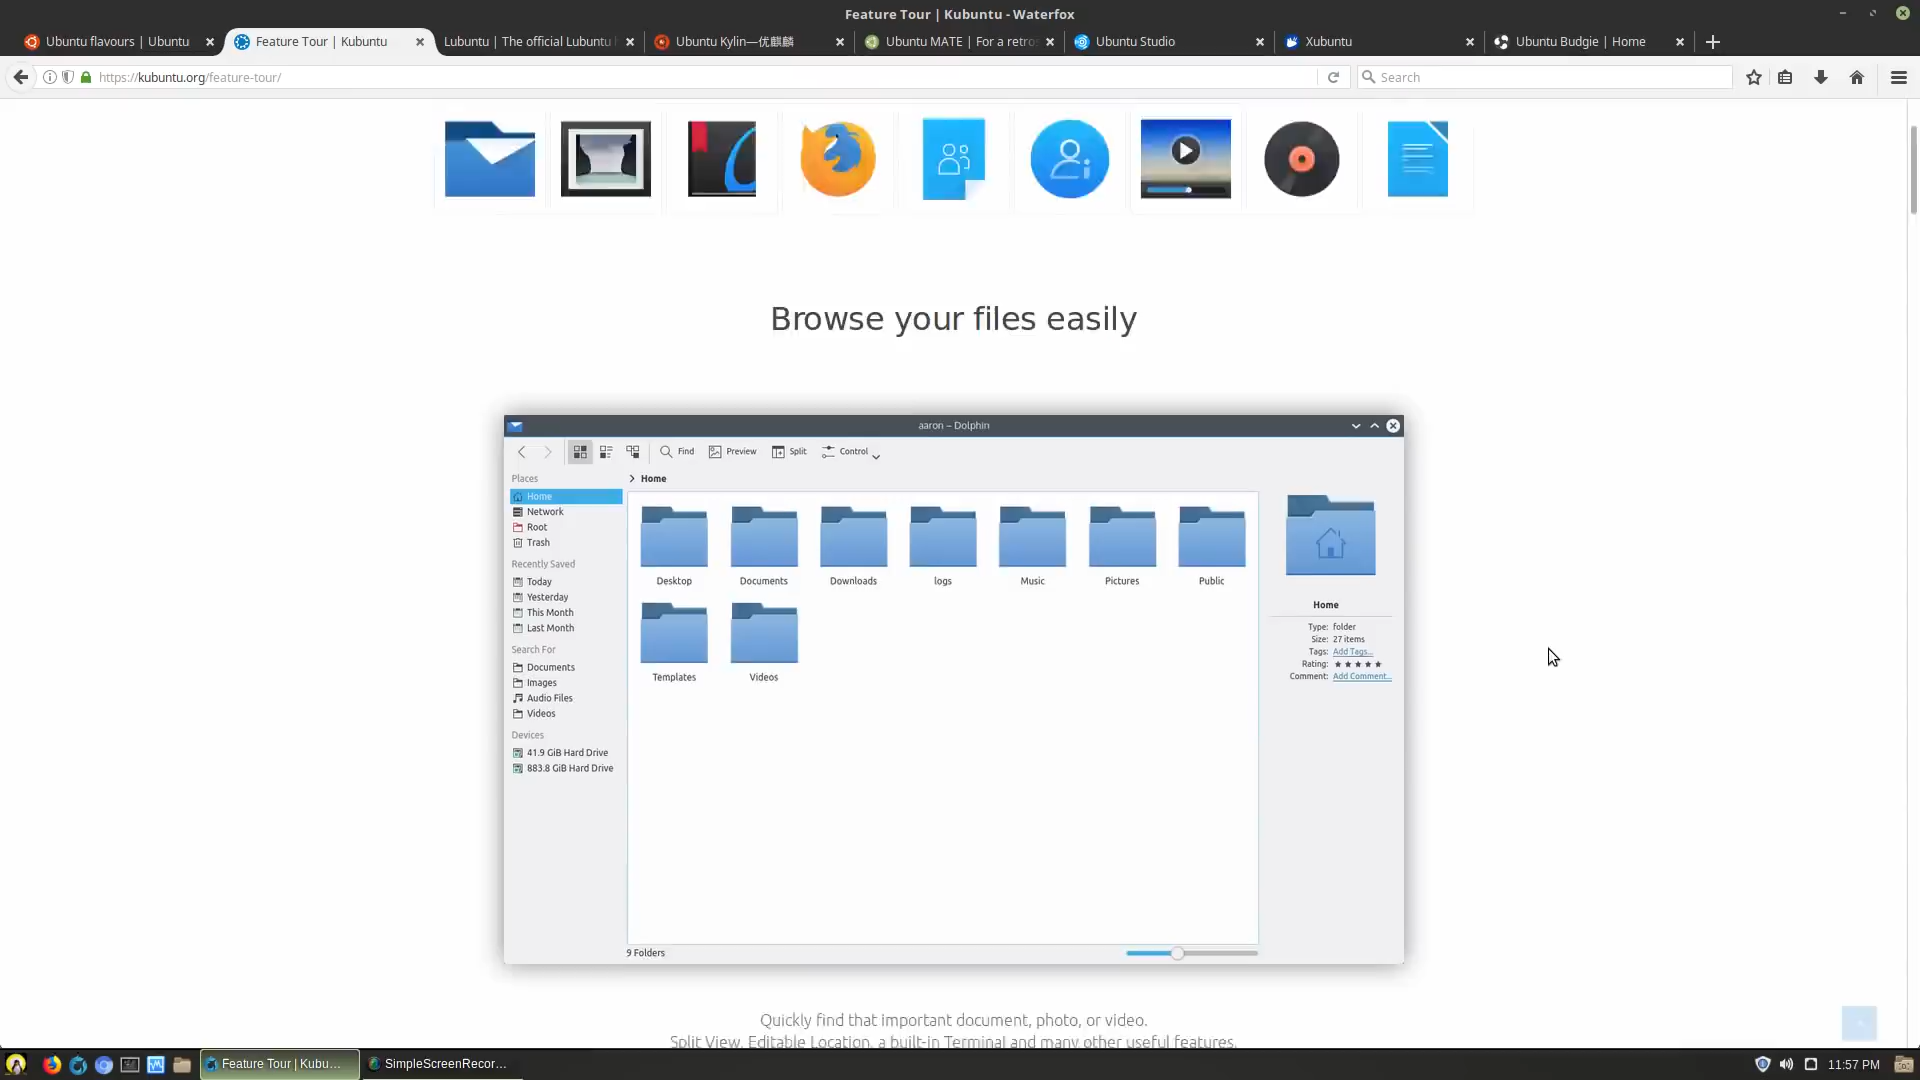 Feature Tour | Kubuntu - Waterfox
Ubuntu flavours | Ubuntu
Feature Tour | Kubuntu
Lubuntu | The official Lubuntu
Ubuntu Kylin—优麒麟
Ubuntu MATE | For a retros
Ubuntu Studio
Xubuntu
Ubuntu Budgie | Home
https://kubuntu.org/feature-tour/
Search
Browse your files easily
aaron – Dolphin
Find
Preview
Split
Control
Places
Home
Network
Root
Trash
Recently Saved
Today
Yesterday
This Month
Last Month
Search For
Documents
Images
Audio Files
Videos
Devices
41.9 GiB Hard Drive
883.8 GiB Hard Drive
Home
Desktop
Documents
Downloads
logs
Music
Pictures
Public
Templates
Videos
9 Folders
Home
Type: folder
Size: 27 items
Tags: Add Tags...
Rating:
Comment: Add Comment...
Quickly find that important document, photo, or video.
Split View, Editable Location, a built-in Terminal and many other useful features.
Feature Tour | Kubu...
SimpleScreenRecor...
11:57 PM